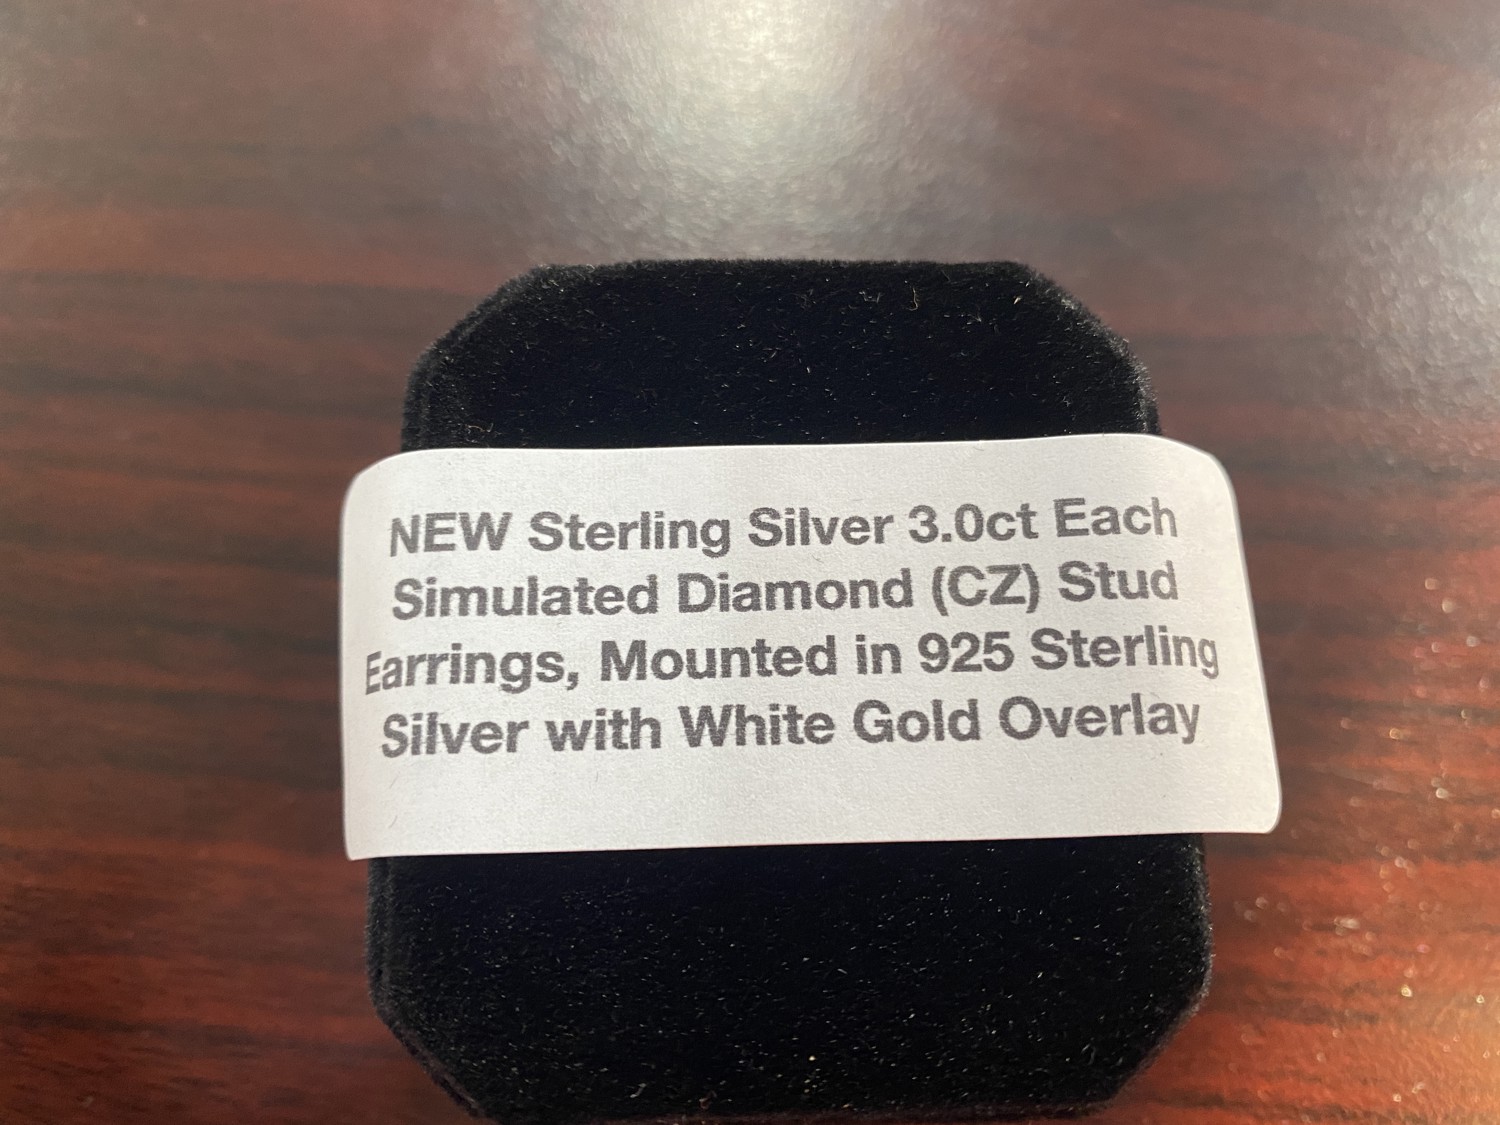 NEW Sterling Silver 3.0ct Each
Simulated Diamond (CZ) Stud
Earrings, Mounted in 925 Sterling
Silver with White Gold Overlay